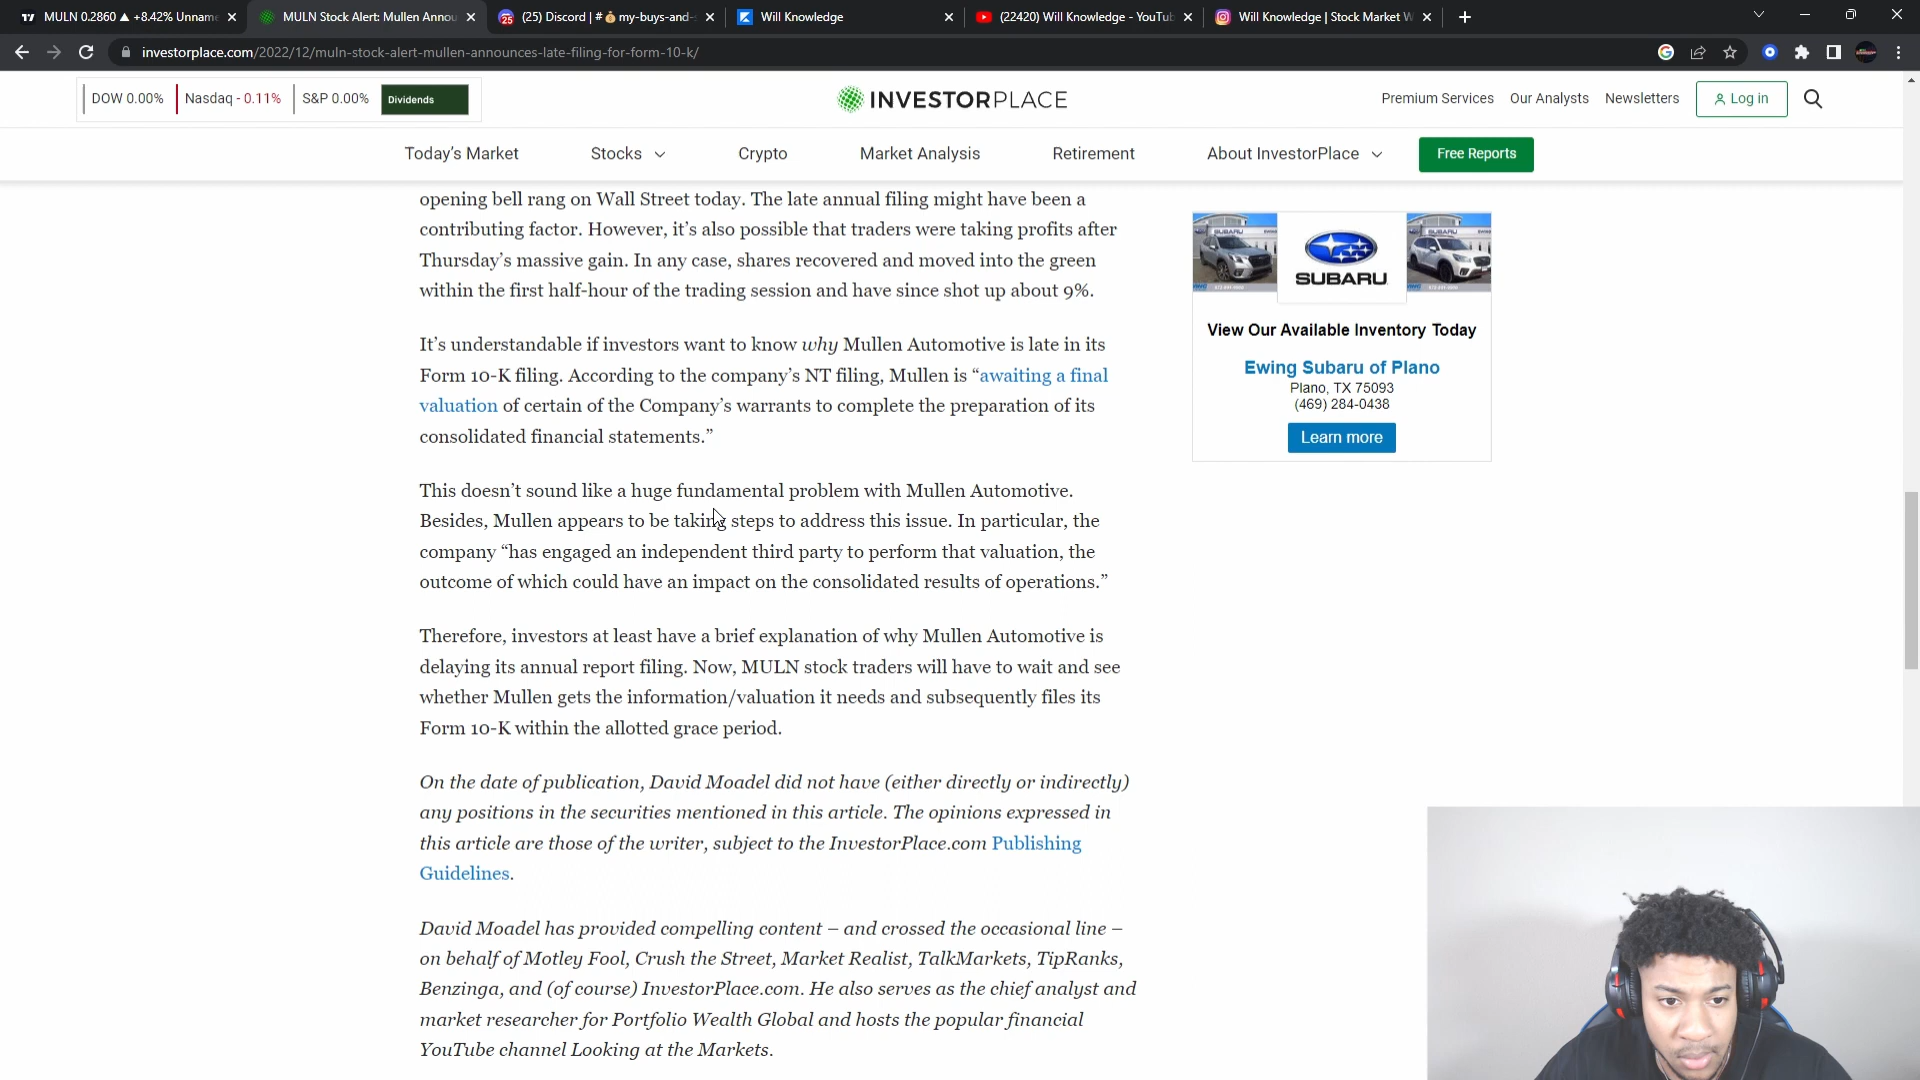 MULN 0.2860 ▲ +8.42% Unname
MULN Stock Alert: Mullen Annou
(25) Discord | # 💰 my-buys-and-s
Will Knowledge
(22420) Will Knowledge - YouTub
Will Knowledge | Stock Market W
investorplace.com/2022/12/muln-stock-alert-mullen-announces-late-filing-for-form-10-k/
DOW 0.00% Nasdaq - 0.11% S&P 0.00% Dividends
INVESTORPLACE
Premium Services Our Analysts Newsletters Log in
Today's Market Stocks Crypto Market Analysis Retirement About InvestorPlace Free Reports
opening bell rang on Wall Street today. The late annual filing might have been a
contributing factor. However, it's also possible that traders were taking profits after
Thursday's massive gain. In any case, shares recovered and moved into the green
within the first half-hour of the trading session and have since shot up about 9%.
It's understandable if investors want to know why Mullen Automotive is late in its
Form 10-K filing. According to the company's NT filing, Mullen is “awaiting a final
valuation of certain of the Company's warrants to complete the preparation of its
consolidated financial statements.”
This doesn't sound like a huge fundamental problem with Mullen Automotive.
Besides, Mullen appears to be taking steps to address this issue. In particular, the
company “has engaged an independent third party to perform that valuation, the
outcome of which could have an impact on the consolidated results of operations.”
Therefore, investors at least have a brief explanation of why Mullen Automotive is
delaying its annual report filing. Now, MULN stock traders will have to wait and see
whether Mullen gets the information/valuation it needs and subsequently files its
Form 10-K within the allotted grace period.
On the date of publication, David Moadel did not have (either directly or indirectly)
any positions in the securities mentioned in this article. The opinions expressed in
this article are those of the writer, subject to the InvestorPlace.com Publishing
Guidelines.
David Moadel has provided compelling content – and crossed the occasional line –
on behalf of Motley Fool, Crush the Street, Market Realist, TalkMarkets, TipRanks,
Benzinga, and (of course) InvestorPlace.com. He also serves as the chief analyst and
market researcher for Portfolio Wealth Global and hosts the popular financial
YouTube channel Looking at the Markets.
SUBARU
View Our Available Inventory Today
Ewing Subaru of Plano
Plano, TX 75093
(469) 284-0438
Learn more